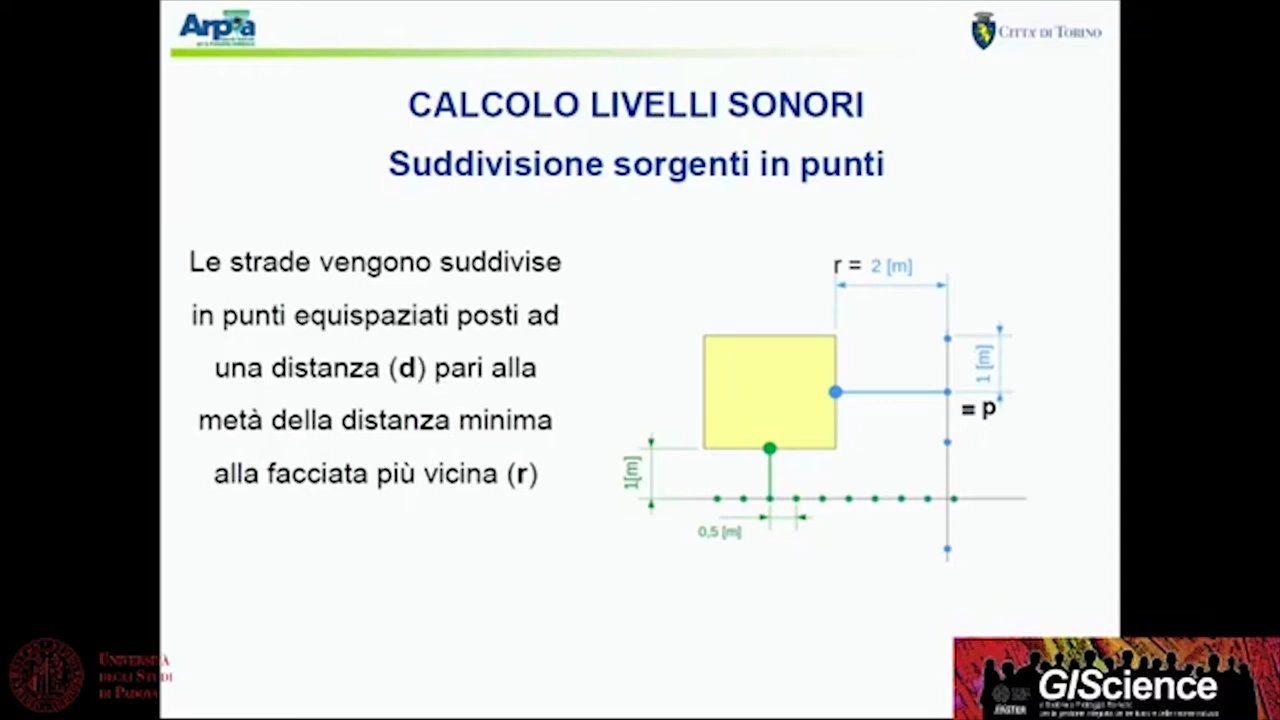 Arpa
CITTA' DI TORINO
CALCOLO LIVELLI SONORI
Suddivisione sorgenti in punti
Le strade vengono suddivise
in punti equispaziati posti ad
una distanza (d) pari alla
metà della distanza minima
alla facciata più vicina (r)
r = 2 [m]
1 [m]
= p
1[m]
0,5 [m]
UNIVERSITÀ
DEGLI STUDI
DI PADOVA
GIScience
MASTER